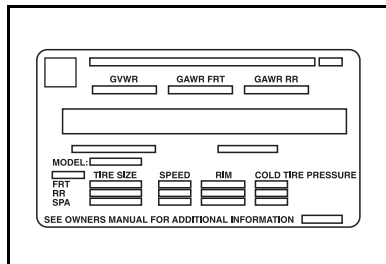 GVWR GAWR FRT GAWR RR
MODEL:
TIRE SIZE SPEED RIM COLD TIRE PRESSURE
FRT
RR
SPA
SEE OWNERS MANUAL FOR ADDITIONAL INFORMATION